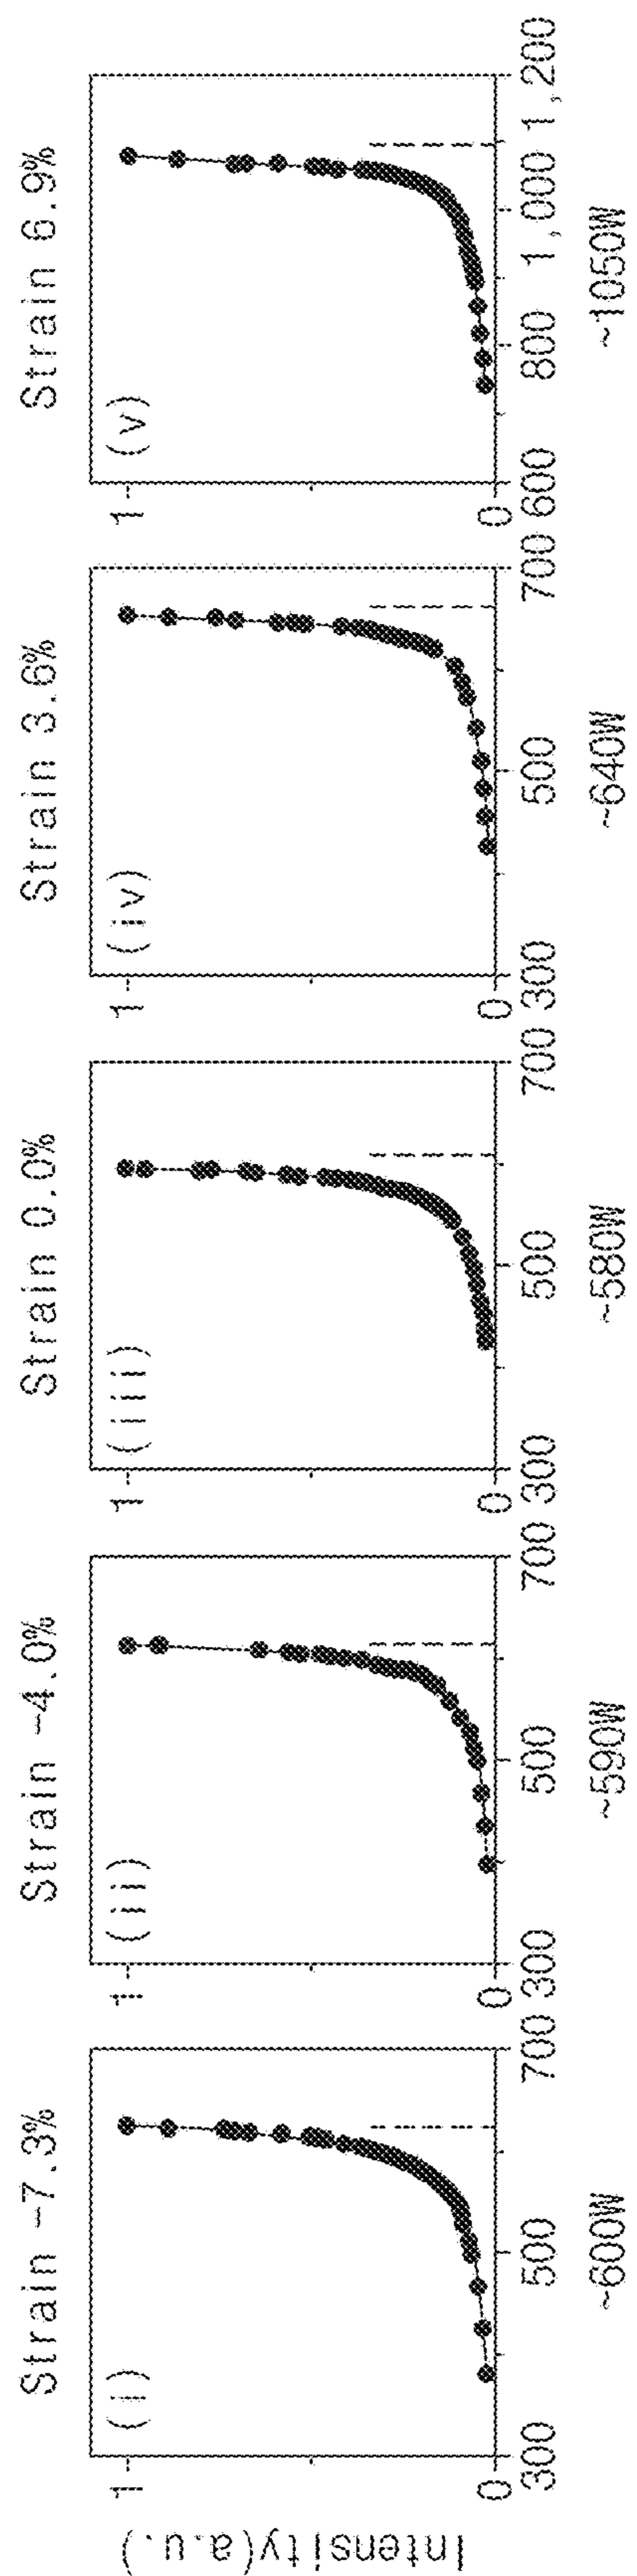 Strain -7.3%
Strain -4.0%
Strain 0.0%
Strain 3.6%
Strain 6.9%
Intensity(a.u.)
1
(i)
0
300
500
700
~600W
1
(ii)
0
300
500
700
~590W
1
(iii)
0
300
500
700
~580W
1
(iv)
0
300
500
700
~640W
1
(v)
0
600
800
1,000
1,200
~1050W